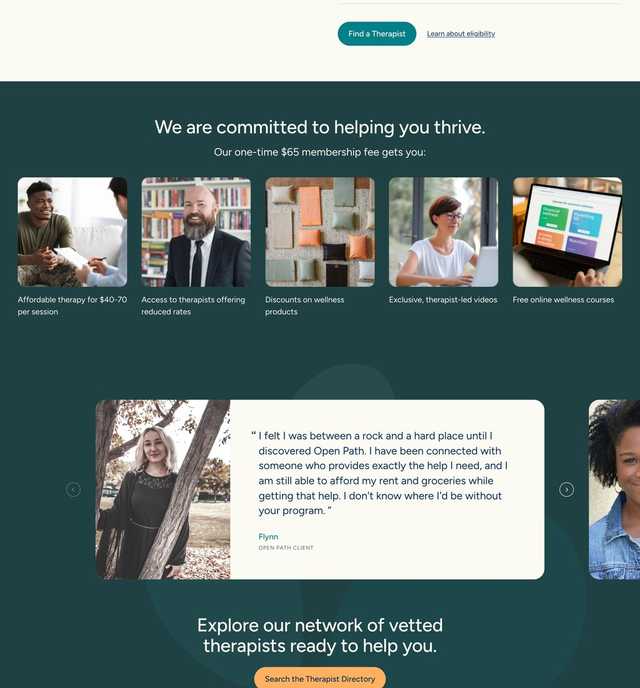 Find a Therapist
Learn about eligibility
We are committed to helping you thrive.
Our one-time $65 membership fee gets you:
Affordable therapy for $40-70
per session
Access to therapists offering
reduced rates
Discounts on wellness
products
Exclusive, therapist-led videos
Free online wellness courses
“ I felt I was between a rock and a hard place until I
discovered Open Path. I have been connected with
someone who provides exactly the help I need, and I
am still able to afford my rent and groceries while
getting that help. I don't know where I'd be without
your program. ”
Flynn
OPEN PATH CLIENT
Explore our network of vetted
therapists ready to help you.
Search the Therapist Directory